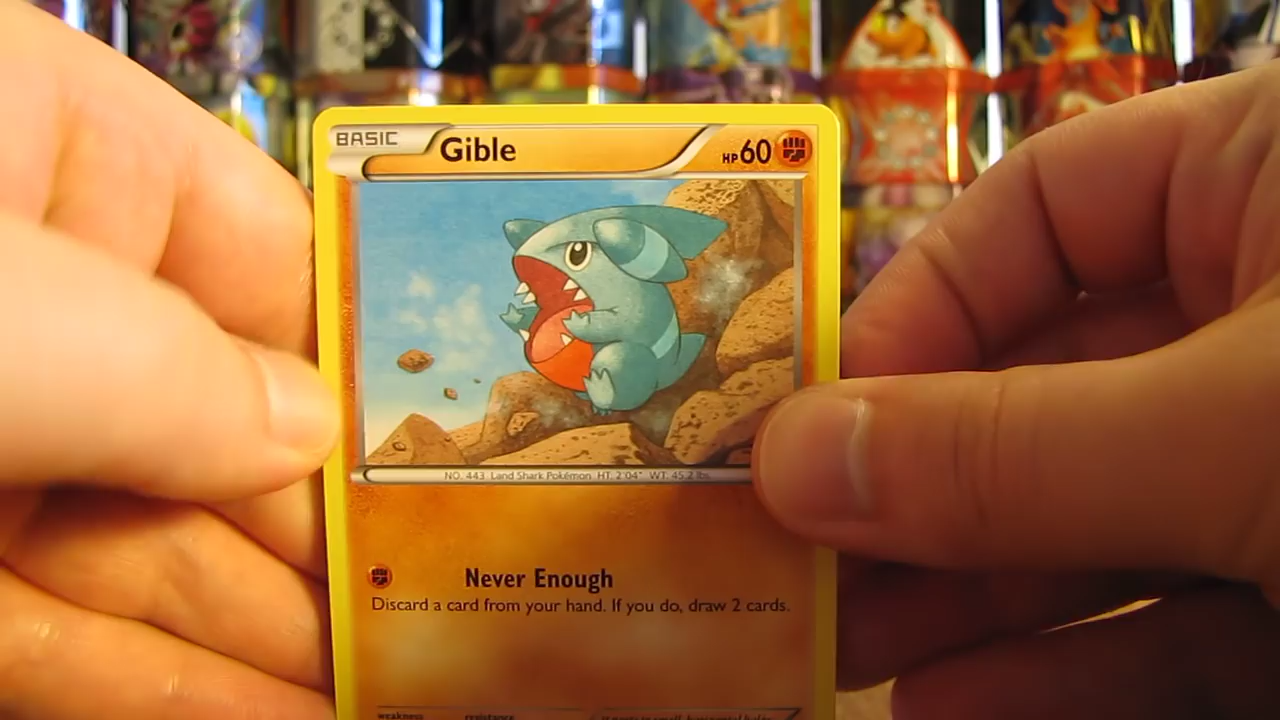 BASIC Gible HP 60
NO. 443 Land Shark Pokémon HT. 2'04" WT. 45.2 lbs.
Never Enough
Discard a card from your hand. If you do, draw 2 cards.
weakness resistance